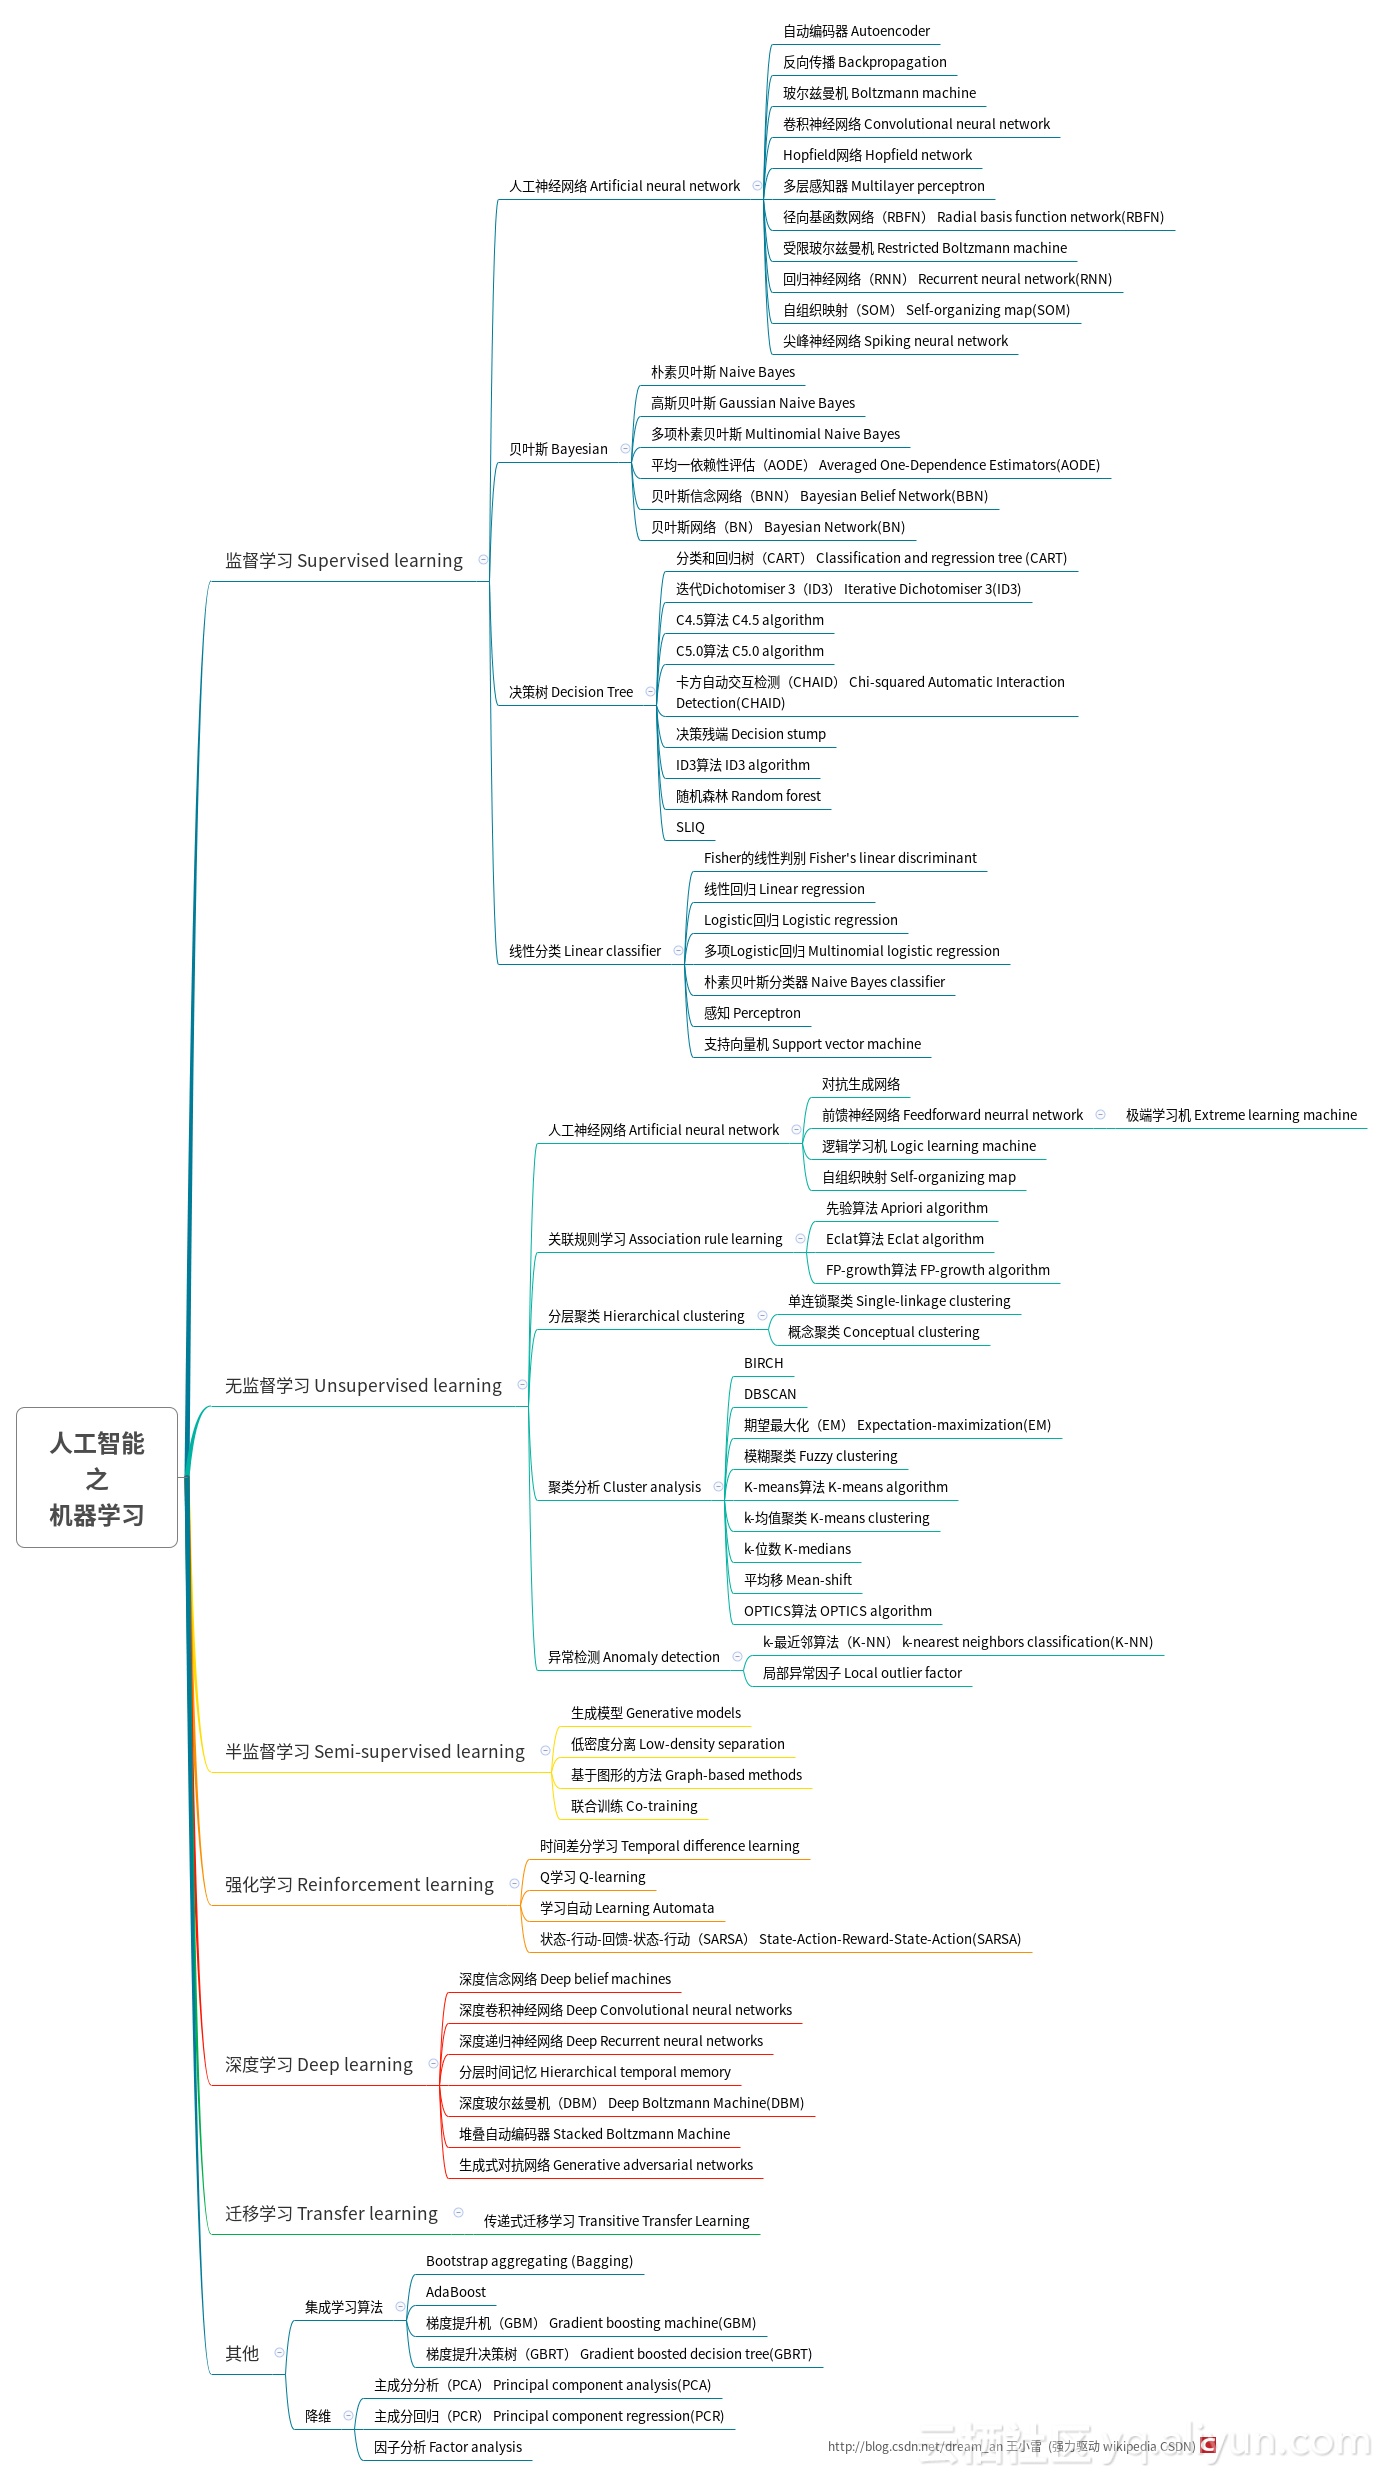 自动编码器 Autoencoder
反向传播 Backpropagation
玻尔兹曼机 Boltzmann machine
卷积神经网络 Convolutional neural network
Hopfield网络 Hopfield network
人工神经网络 Artificial neural network
多层感知器 Multilayer perceptron
径向基函数网络（RBFN） Radial basis function network(RBFN)
受限玻尔兹曼机 Restricted Boltzmann machine
回归神经网络（RNN） Recurrent neural network(RNN)
自组织映射（SOM） Self-organizing map(SOM)
尖峰神经网络 Spiking neural network
朴素贝叶斯 Naive Bayes
高斯贝叶斯 Gaussian Naive Bayes
多项朴素贝叶斯 Multinomial Naive Bayes
贝叶斯 Bayesian
平均一依赖性评估（AODE） Averaged One-Dependence Estimators(AODE)
贝叶斯信念网络（BNN） Bayesian Belief Network(BBN)
贝叶斯网络（BN） Bayesian Network(BN)
监督学习 Supervised learning
分类和回归树（CART） Classification and regression tree (CART)
迭代Dichotomiser 3（ID3） Iterative Dichotomiser 3(ID3)
C4.5算法 C4.5 algorithm
C5.0算法 C5.0 algorithm
卡方自动交互检测（CHAID） Chi-squared Automatic Interaction
Detection(CHAID)
决策树 Decision Tree
决策残端 Decision stump
ID3算法 ID3 algorithm
随机森林 Random forest
SLIQ
Fisher的线性判别 Fisher's linear discriminant
线性回归 Linear regression
Logistic回归 Logistic regression
线性分类 Linear classifier
多项Logistic回归 Multinomial logistic regression
朴素贝叶斯分类器 Naive Bayes classifier
感知 Perceptron
支持向量机 Support vector machine
对抗生成网络
前馈神经网络 Feedforward neurral network
极端学习机 Extreme learning machine
人工神经网络 Artificial neural network
逻辑学习机 Logic learning machine
自组织映射 Self-organizing map
先验算法 Apriori algorithm
关联规则学习 Association rule learning
Eclat算法 Eclat algorithm
FP-growth算法 FP-growth algorithm
单连锁聚类 Single-linkage clustering
分层聚类 Hierarchical clustering
概念聚类 Conceptual clustering
无监督学习 Unsupervised learning
BIRCH
DBSCAN
期望最大化（EM） Expectation-maximization(EM)
模糊聚类 Fuzzy clustering
聚类分析 Cluster analysis
K-means算法 K-means algorithm
k-均值聚类 K-means clustering
k-位数 K-medians
平均移 Mean-shift
OPTICS算法 OPTICS algorithm
k-最近邻算法（K-NN） k-nearest neighbors classification(K-NN)
异常检测 Anomaly detection
局部异常因子 Local outlier factor
人工智能
之
机器学习
生成模型 Generative models
低密度分离 Low-density separation
半监督学习 Semi-supervised learning
基于图形的方法 Graph-based methods
联合训练 Co-training
时间差分学习 Temporal difference learning
Q学习 Q-learning
强化学习 Reinforcement learning
学习自动 Learning Automata
状态-行动-回馈-状态-行动（SARSA） State-Action-Reward-State-Action(SARSA)
深度信念网络 Deep belief machines
深度卷积神经网络 Deep Convolutional neural networks
深度递归神经网络 Deep Recurrent neural networks
深度学习 Deep learning
分层时间记忆 Hierarchical temporal memory
深度玻尔兹曼机（DBM） Deep Boltzmann Machine(DBM)
堆叠自动编码器 Stacked Boltzmann Machine
生成式对抗网络 Generative adversarial networks
迁移学习 Transfer learning
传递式迁移学习 Transitive Transfer Learning
Bootstrap aggregating (Bagging)
AdaBoost
集成学习算法
梯度提升机（GBM） Gradient boosting machine(GBM)
梯度提升决策树（GBRT） Gradient boosted decision tree(GBRT)
其他
主成分分析（PCA） Principal component analysis(PCA)
降维
主成分回归（PCR） Principal component regression(PCR)
因子分析 Factor analysis
http://blog.csdn.net/dream_an 王小雷（强力驱动 wikipedia CSDN)
云栖社区 yq.aliyun.com